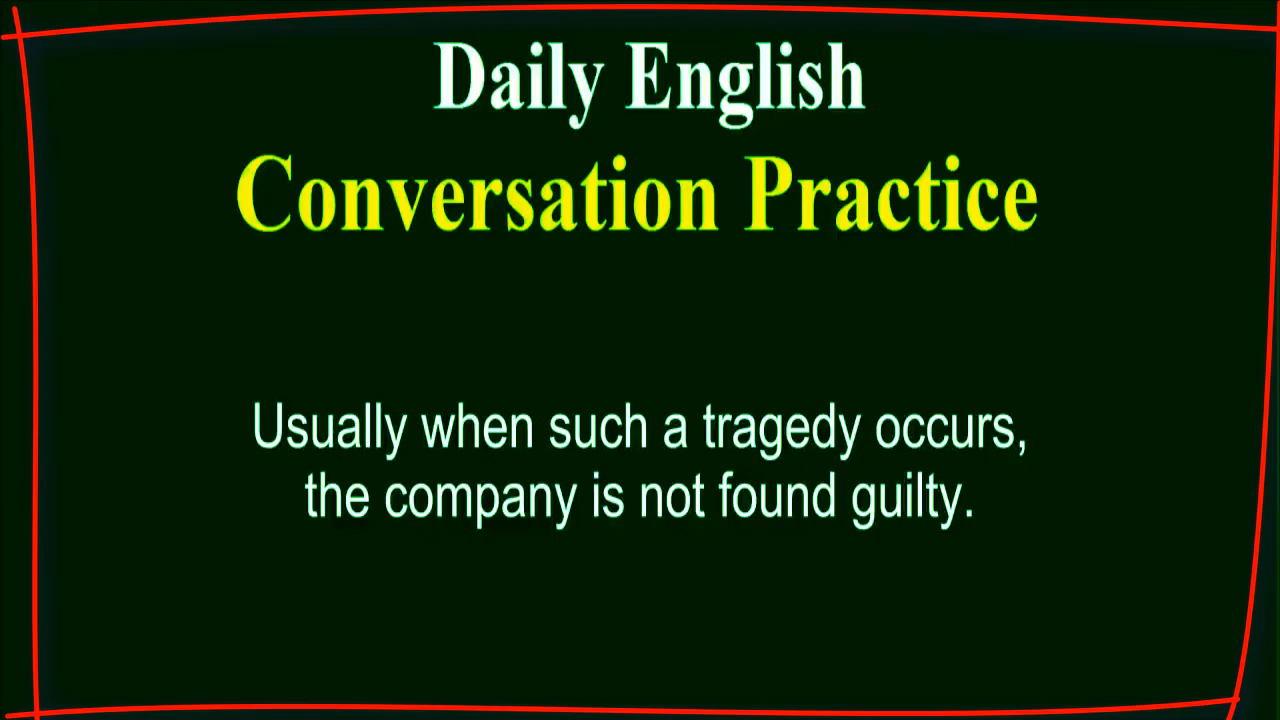 Daily English
Conversation Practice
Usually when such a tragedy occurs,
the company is not found guilty.